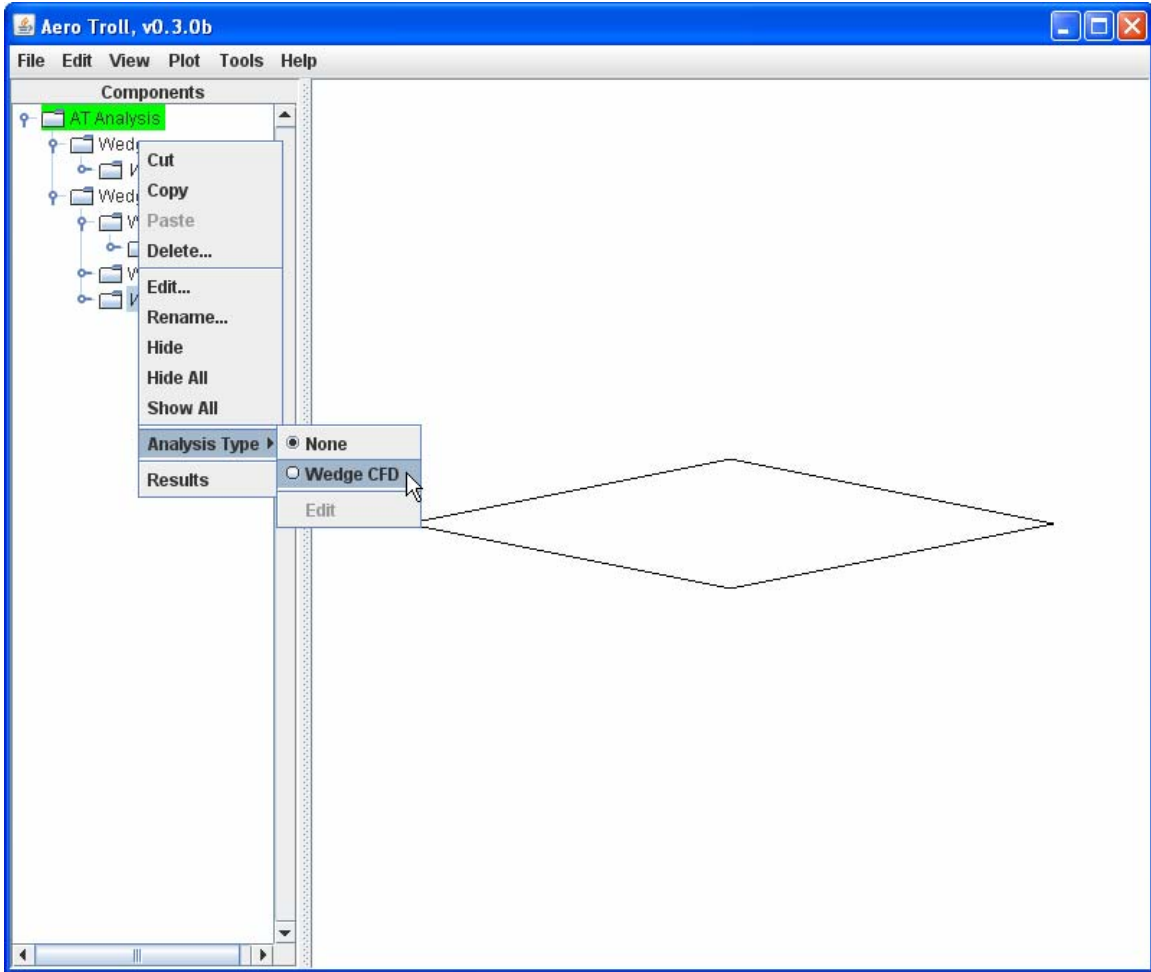 Aero Troll, v0.3.0b
File Edit View Plot Tools Help
Components
AT Analysis
Cut
Copy
Paste
Delete...
Edit...
Rename...
Hide
Hide All
Show All
Analysis Type
None
Wedge CFD
Edit
Results